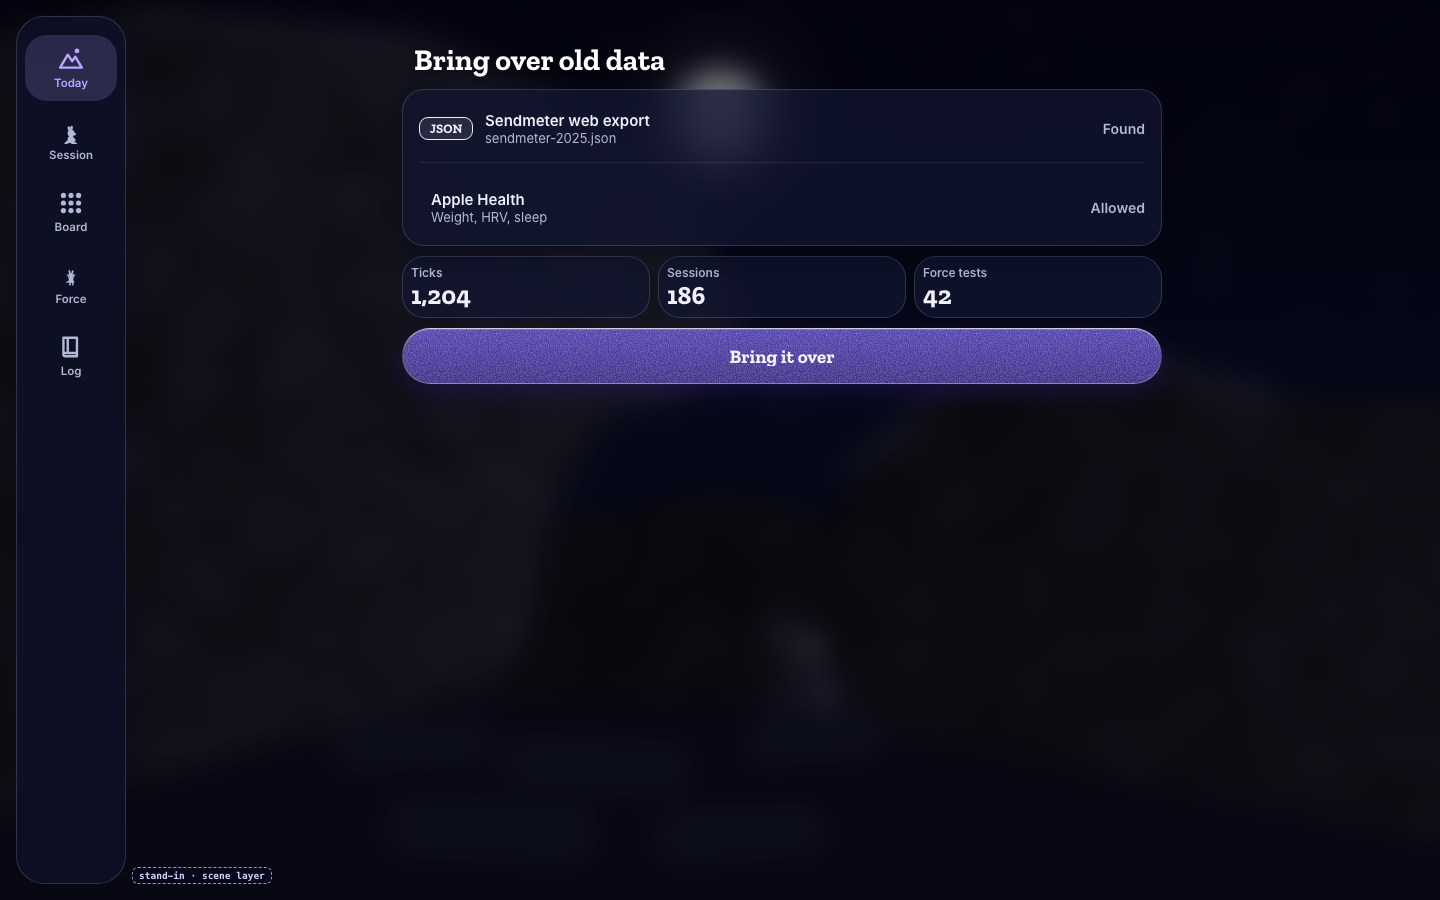 Today
Session
Board
Force
Log
Bring over old data
JSON
Sendmeter web export
sendmeter-2025.json
Found
Apple Health
Weight, HRV, sleep
Allowed
Ticks
1,204
Sessions
186
Force tests
42
Bring it over
stand-in · scene layer